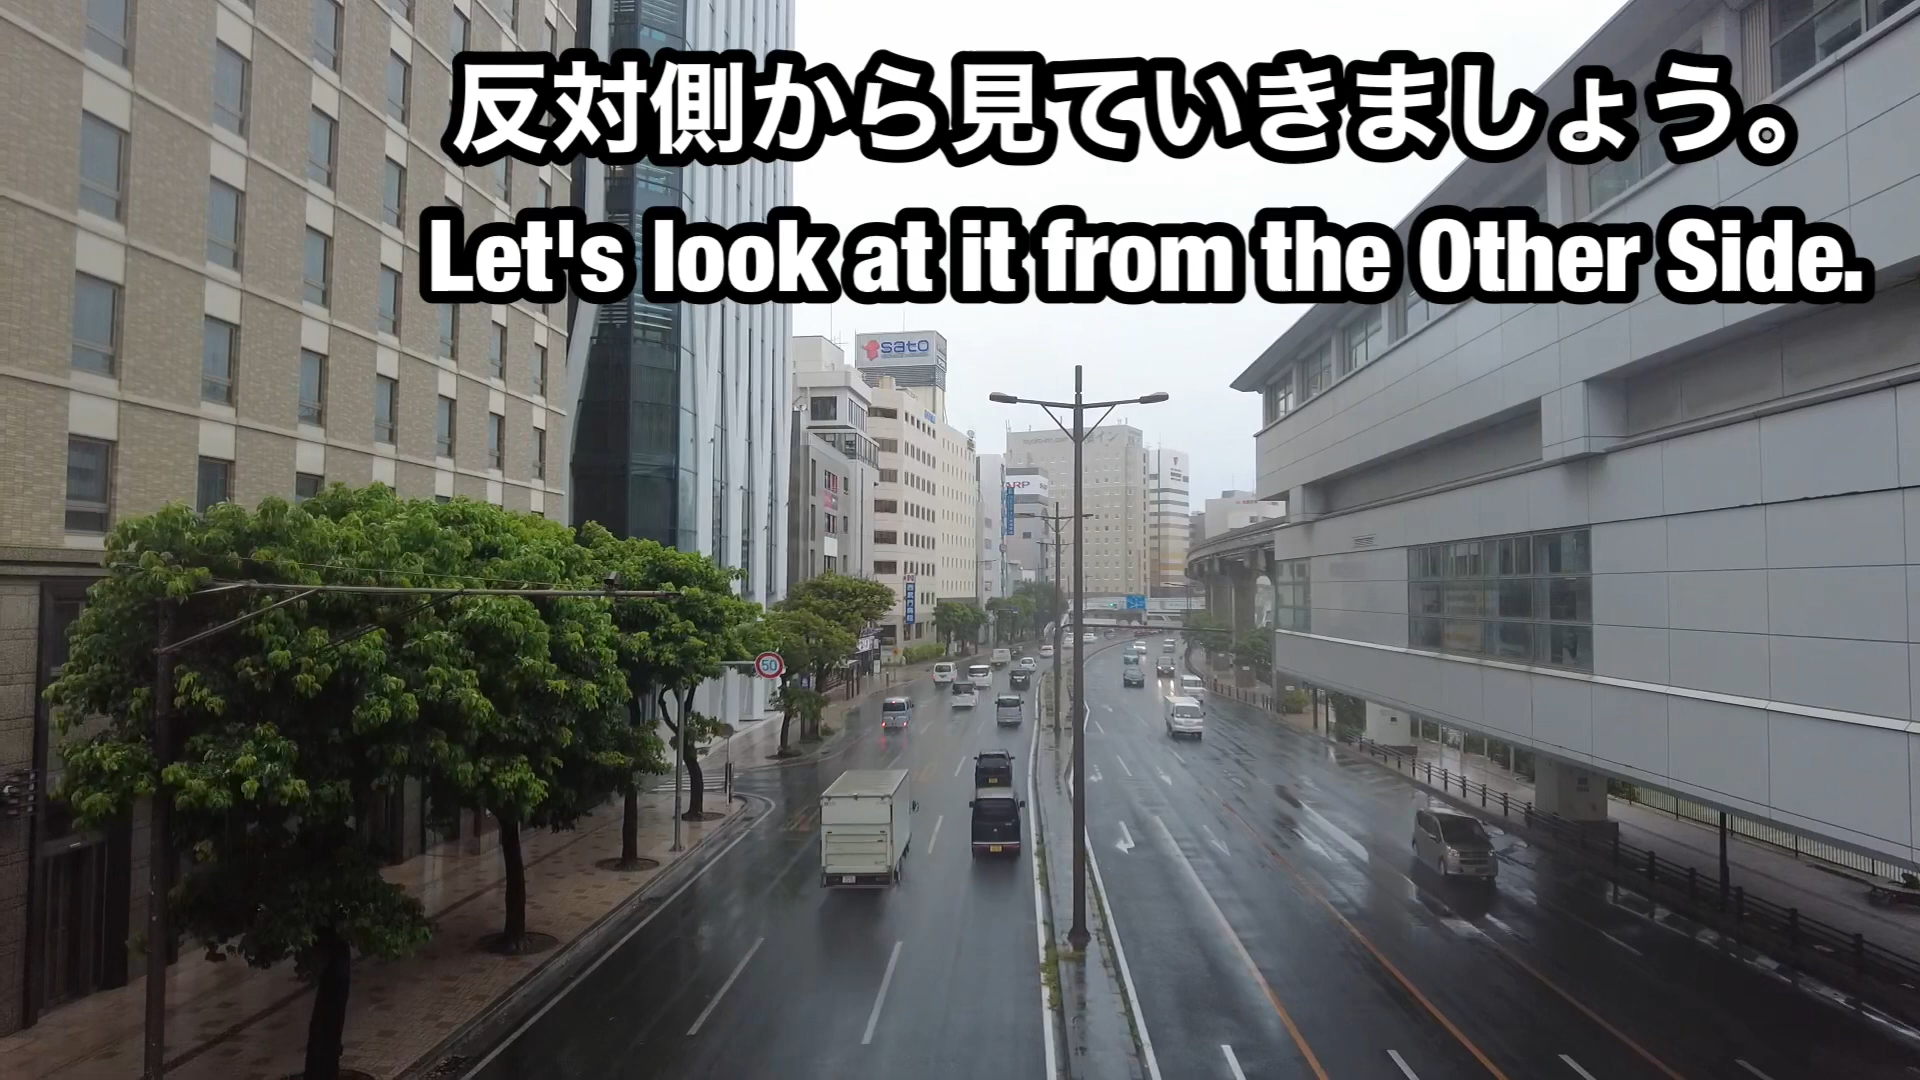 反対側から見ていきましょう。
Let's look at it from the Other Side.
sato
ARP
50